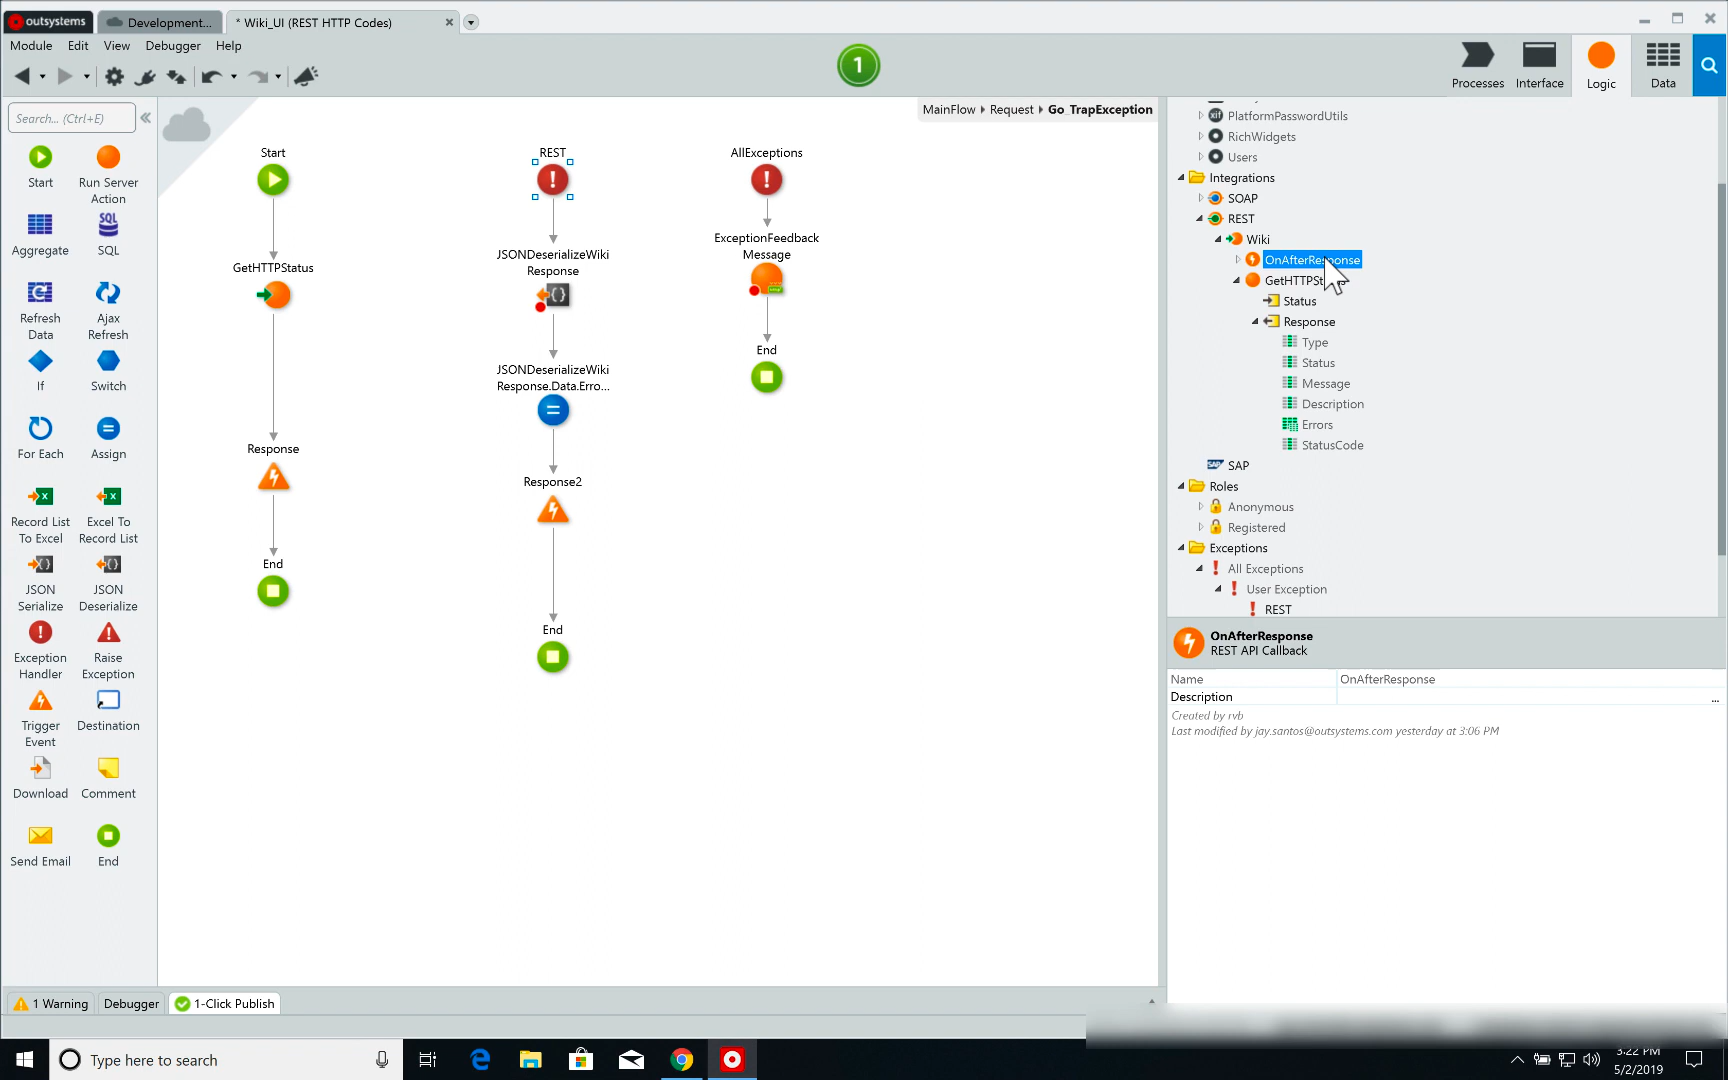 outsystems
Development...
* Wiki_UI (REST HTTP Codes)
Module Edit View Debugger Help
1
Processes Interface Logic Data
Search... (Ctrl+E)
Start
Run Server
Action
Aggregate
SQL
Refresh
Data
Ajax
Refresh
If
Switch
For Each
Assign
Record List
To Excel
Excel To
Record List
JSON
Serialize
JSON
Deserialize
Exception
Handler
Raise
Exception
Trigger
Event
Destination
Download
Comment
Send Email
End
MainFlow Request Go_TrapException
Start
GetHTTPStatus
Response
End
REST
JSONDeserializeWiki
Response
JSONDeserializeWiki
Response.Data.Erro...
Response2
End
AllExceptions
ExceptionFeedback
Message
End
PlatformPasswordUtils
RichWidgets
Users
Integrations
SOAP
REST
Wiki
OnAfterResponse
Status
Response
Type
Status
Message
Description
Errors
StatusCode
SAP
Roles
Anonymous
Registered
Exceptions
All Exceptions
User Exception
REST
OnAfterResponse
REST API Callback
Name OnAfterResponse
Description ...
Created by rvb
Last modified by jay.santos@outsystems.com yesterday at 3:06 PM
1 Warning Debugger 1-Click Publish
Type here to search
3:22 PM
5/2/2019